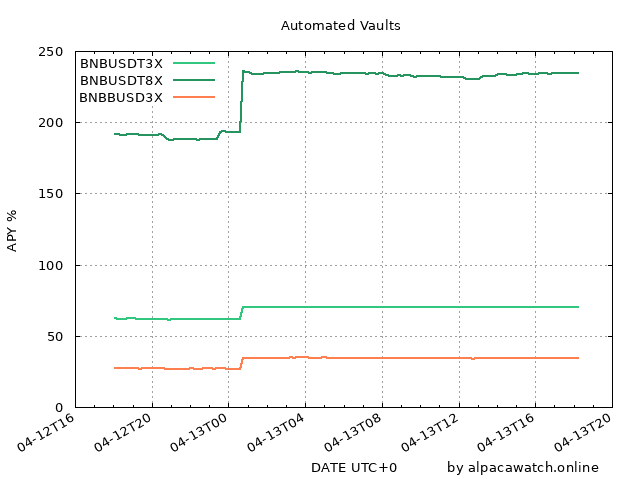 Automated Vaults
BNBUSDT3X
BNBUSDT8X
BNBBUSD3X
APY %
250
200
150
100
50
0
04-12T16
04-12T20
04-13T00
04-13T04
04-13T08
04-13T12
04-13T16
04-13T20
DATE UTC+0
by alpacawatch.online